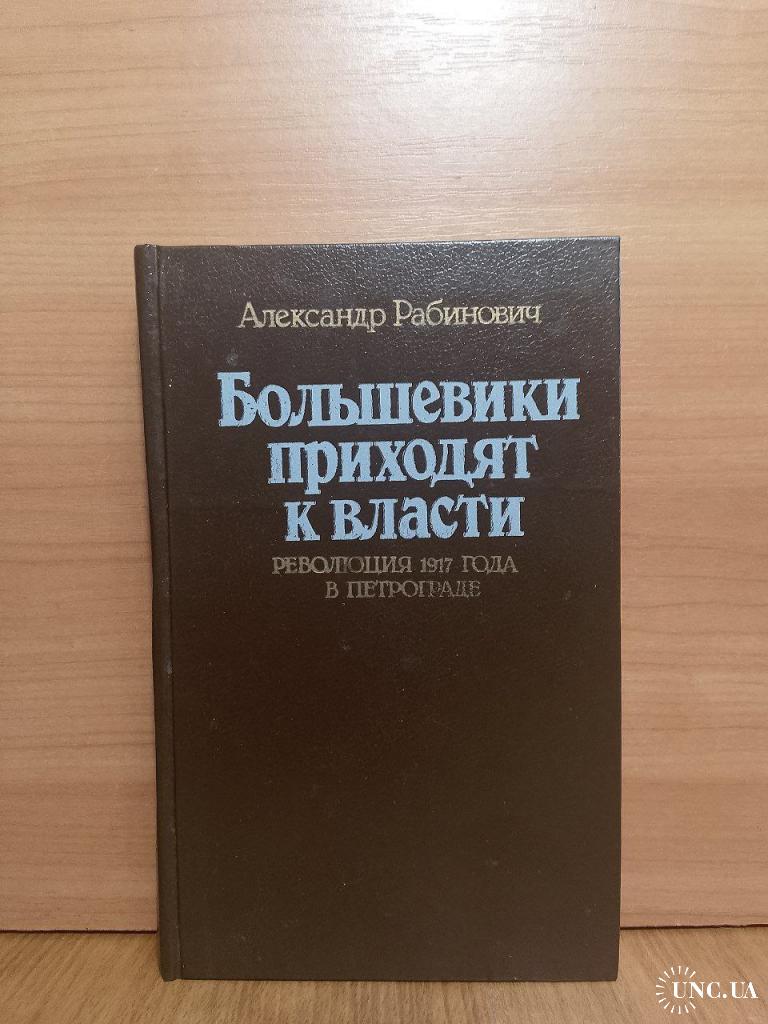 Александр Рабинович
Большевики
приходят
к власти
РЕВОЛЮЦИЯ 1917 ГОДА
В ПЕТРОГРАДЕ
UNC.UA